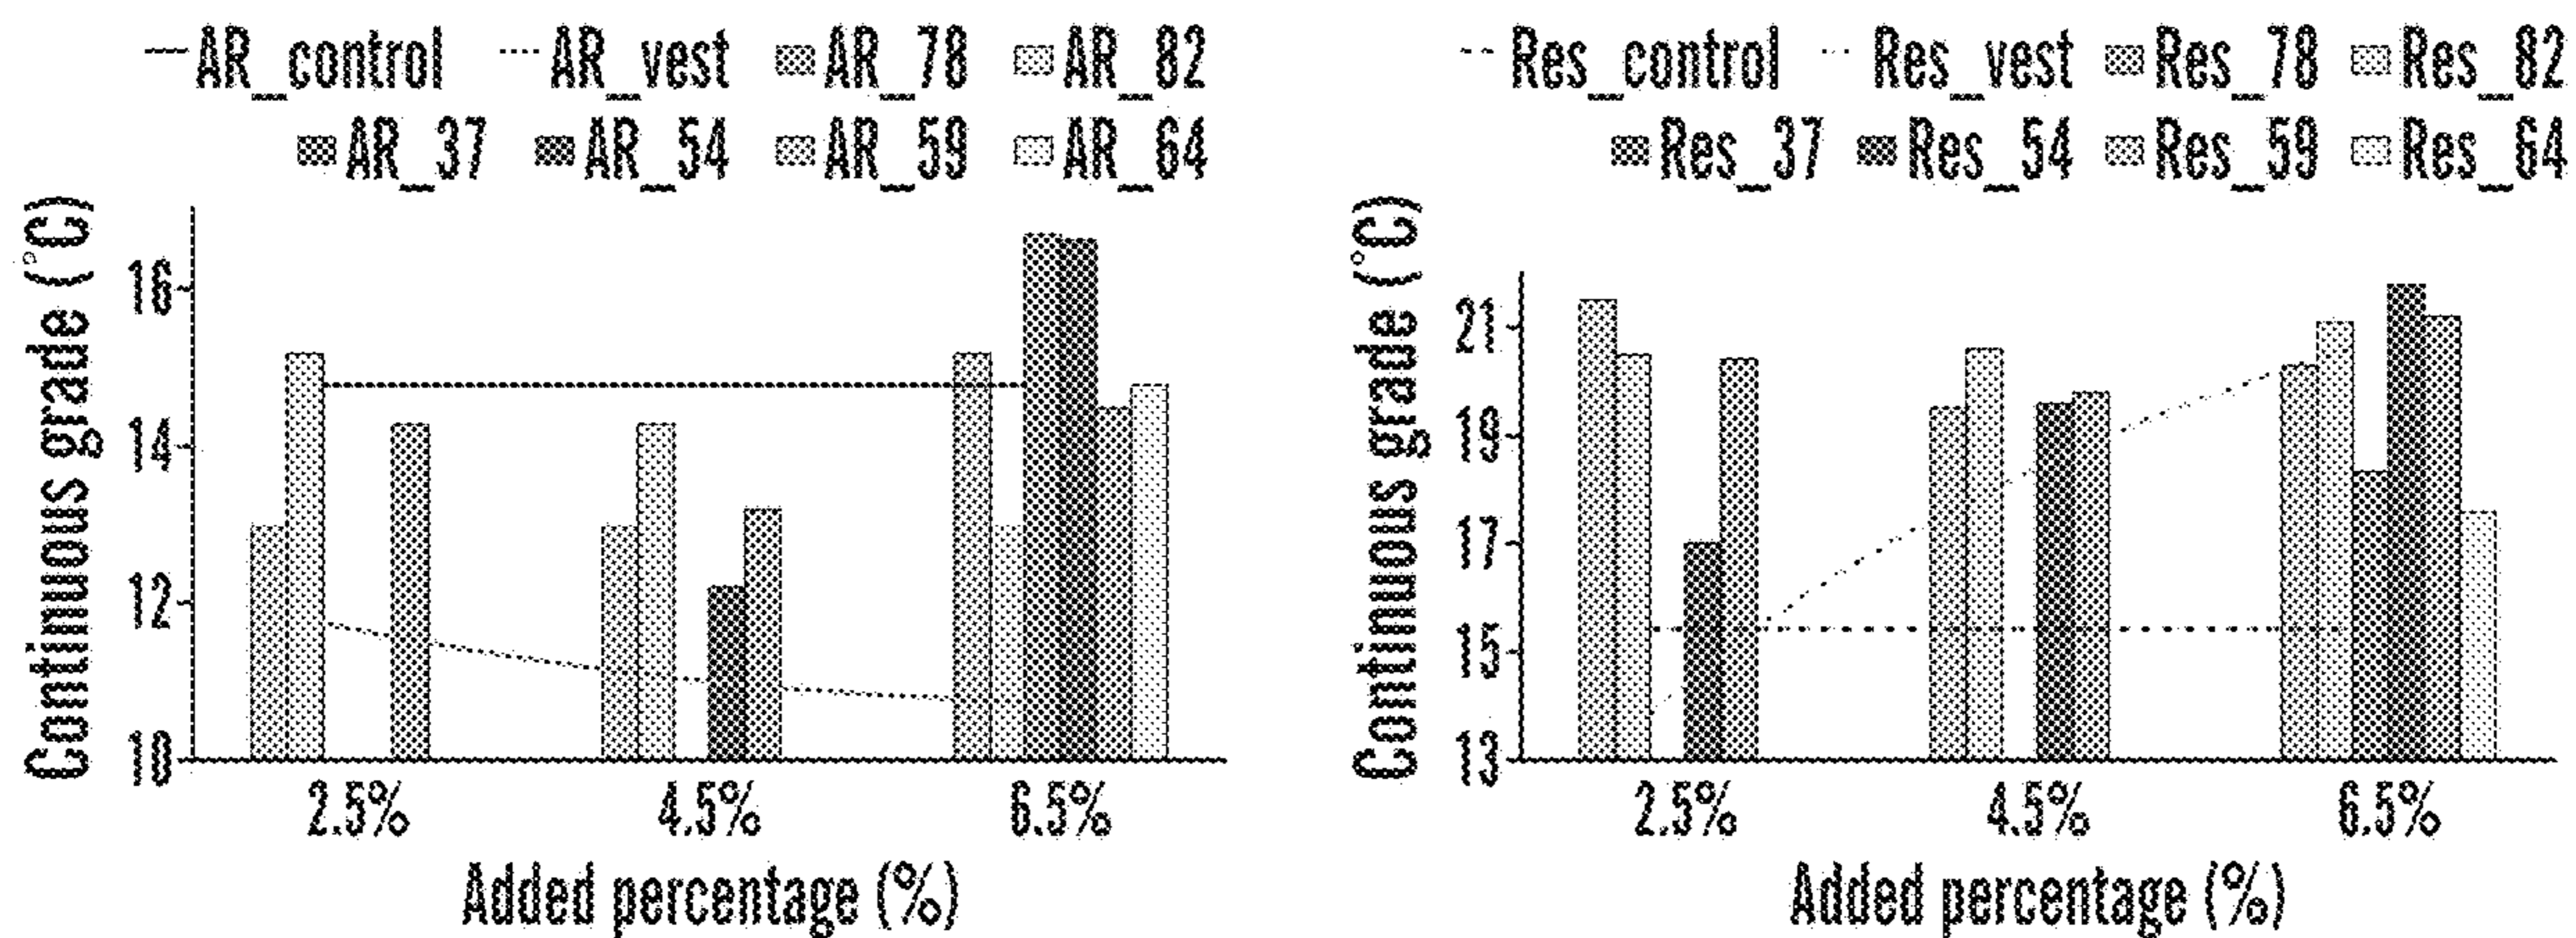 AR_control AR_vest AR_78 AR_82
AR_37 AR_54 AR_59 AR_64
Continuous grade (°C)
16
14
12
10
2.5% 4.5% 6.5%
Added percentage (%)
Res_control Res_vest Res_78 Res_82
Res_37 Res_54 Res_59 Res_64
Continuous grade (°C)
21
19
17
15
13
2.5% 4.5% 6.5%
Added percentage (%)